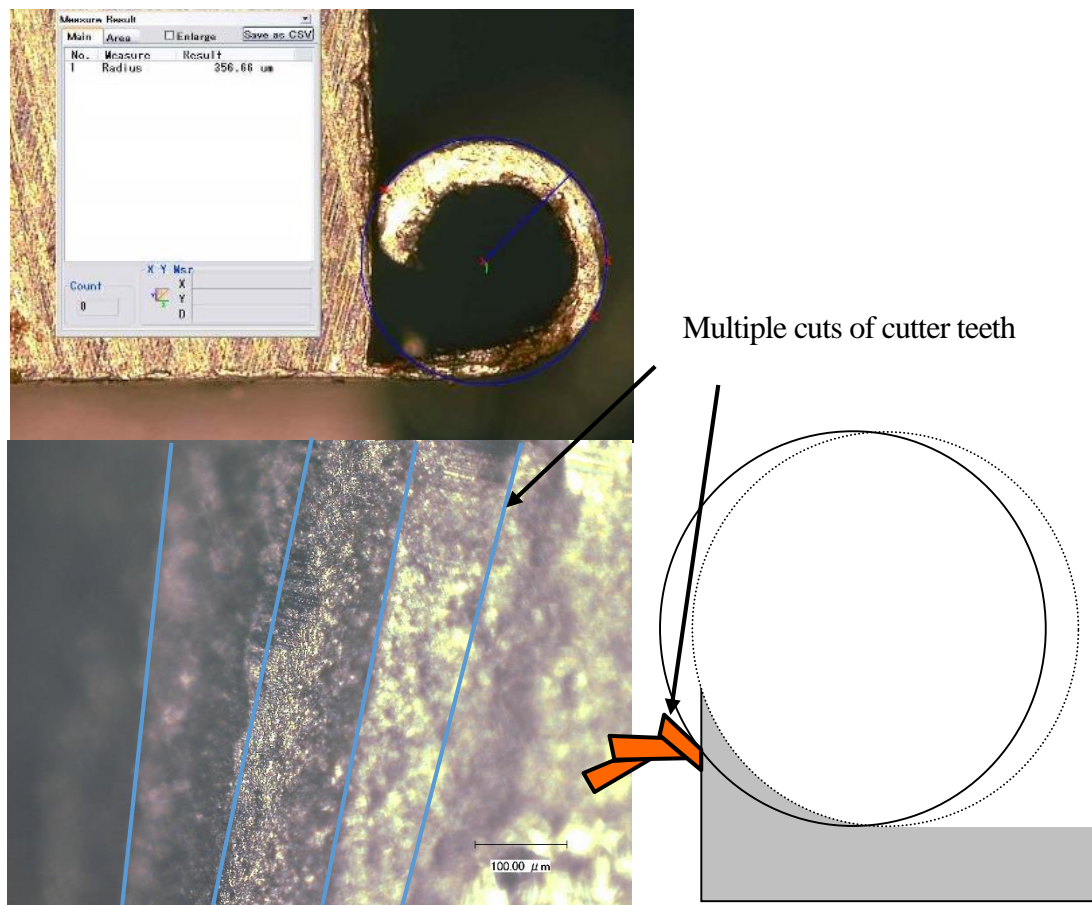 Measure Result
Main Area Enlarge Save as CSV
No. Measure Result
1 Radius 356.66 um
X Y Msr
Count X
0 Y
D
1
Multiple cuts of cutter teeth
100.00 μm